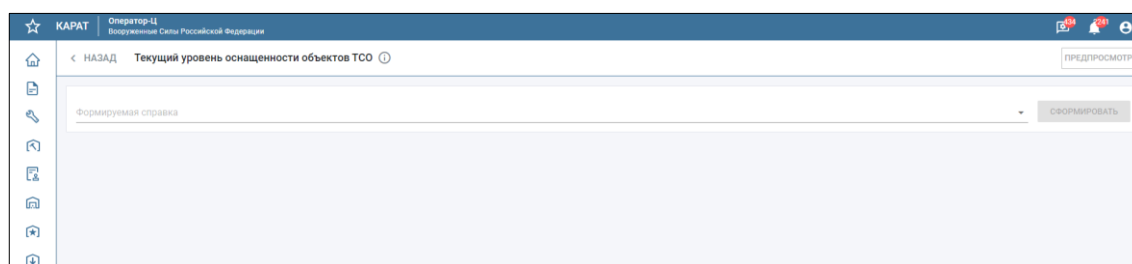 КАРАТ
Оператор-Ц
Вооруженные Силы Российской Федерации
434
2241
НАЗАД
Текущий уровень оснащенности объектов ТСО
ПРЕДПРОСМОТР
Формируемая справка
СФОРМИРОВАТЬ